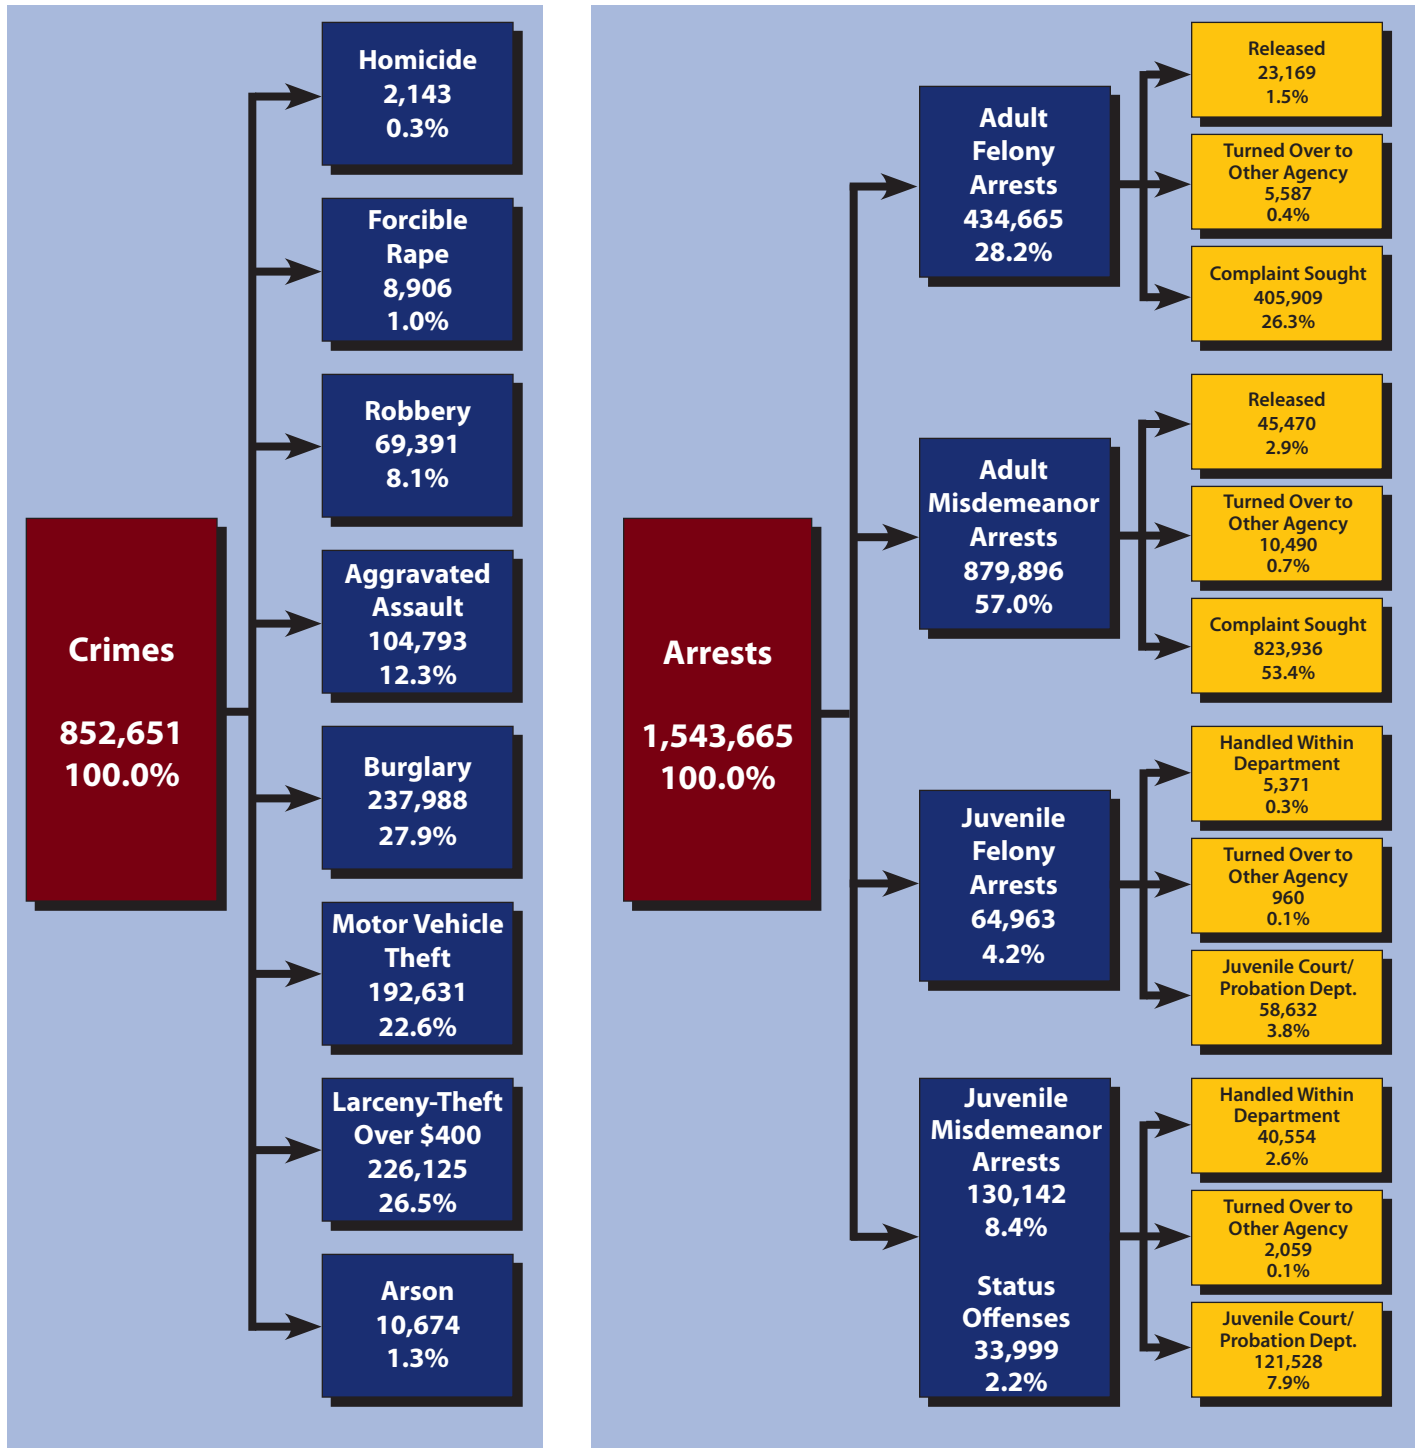 Crimes
852,651
100.0%
Homicide
2,143
0.3%
Forcible
Rape
8,906
1.0%
Robbery
69,391
8.1%
Aggravated
Assault
104,793
12.3%
Burglary
237,988
27.9%
Motor Vehicle
Theft
192,631
22.6%
Larceny-Theft
Over $400
226,125
26.5%
Arson
10,674
1.3%
Arrests
1,543,665
100.0%
Adult
Felony
Arrests
434,665
28.2%
Released
23,169
1.5%
Turned Over to
Other Agency
5,587
0.4%
Complaint Sought
405,909
26.3%
Adult
Misdemeanor
Arrests
879,896
57.0%
Released
45,470
2.9%
Turned Over to
Other Agency
10,490
0.7%
Complaint Sought
823,936
53.4%
Juvenile
Felony
Arrests
64,963
4.2%
Handled Within
Department
5,371
0.3%
Turned Over to
Other Agency
960
0.1%
Juvenile Court/
Probation Dept.
58,632
3.8%
Juvenile
Misdemeanor
Arrests
130,142
8.4%
Status
Offenses
33,999
2.2%
Handled Within
Department
40,554
2.6%
Turned Over to
Other Agency
2,059
0.1%
Juvenile Court/
Probation Dept.
121,528
7.9%